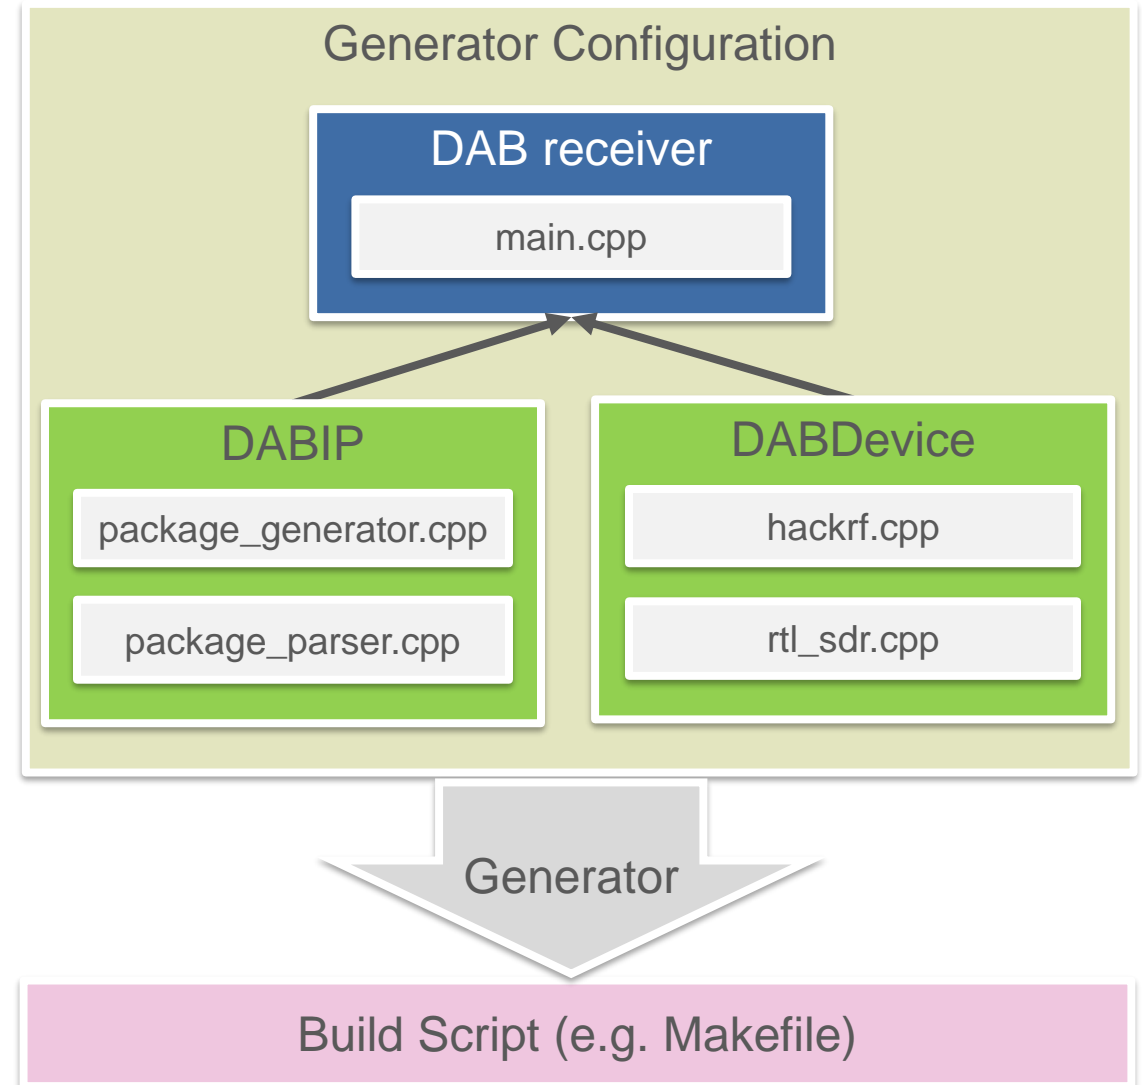 Generator Configuration
DAB receiver
main.cpp
DABIP
package_generator.cpp
package_parser.cpp
DABDevice
hackrf.cpp
rtl_sdr.cpp
Generator
Build Script (e.g. Makefile)